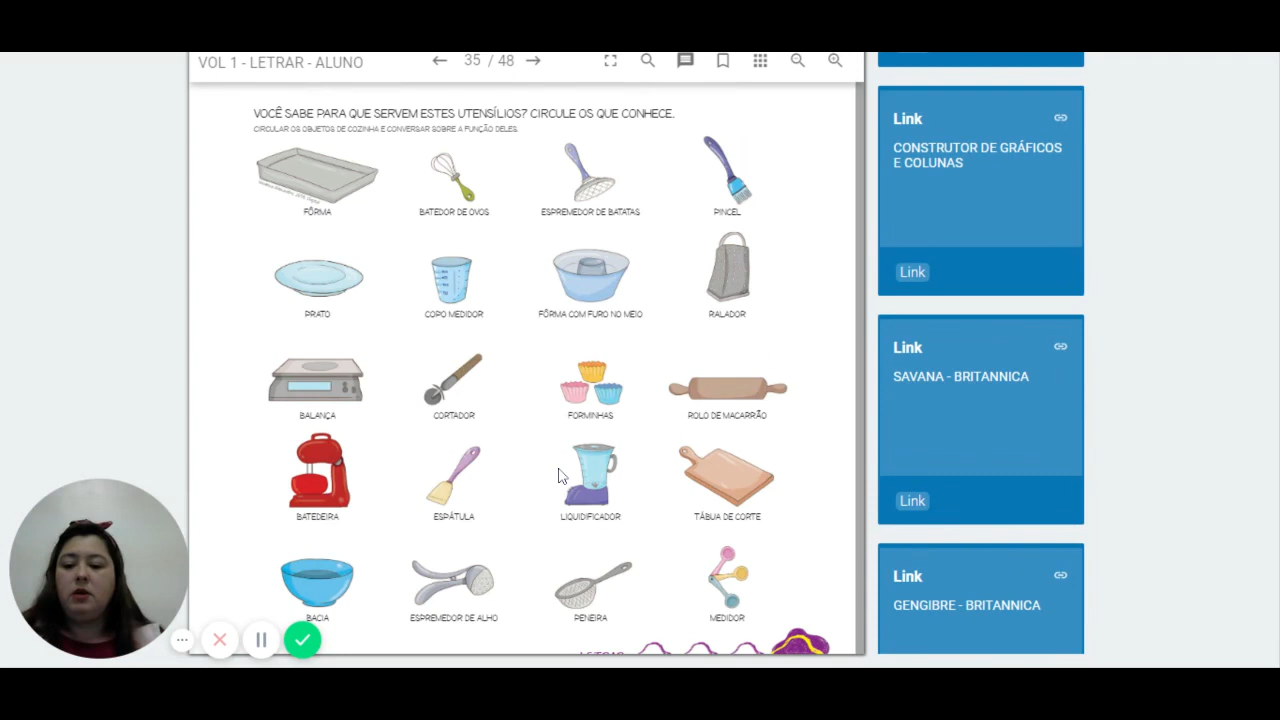 VOL 1 - LETRAR - ALUNO
35 / 48
VOCÊ SABE PARA QUE SERVEM ESTES UTENSÍLIOS? CIRCULE OS QUE CONHECE.
CIRCULAR OS OBJETOS DE COZINHA E CONVERSAR SOBRE A FUNÇÃO DELES.
FÔRMA
BATEDOR DE OVOS
ESPREMEDOR DE BATATAS
PINCEL
PRATO
COPO MEDIDOR
FÔRMA COM FURO NO MEIO
RALADOR
BALANÇA
CORTADOR
FORMINHAS
ROLO DE MACARRÃO
BATEDEIRA
ESPÁTULA
LIQUIDIFICADOR
TÁBUA DE CORTE
BACIA
ESPREMEDOR DE ALHO
PENEIRA
MEDIDOR
LETRAR
Link
CONSTRUTOR DE GRÁFICOS
E COLUNAS
Link
Link
SAVANA - BRITANNICA
Link
Link
GENGIBRE - BRITANNICA